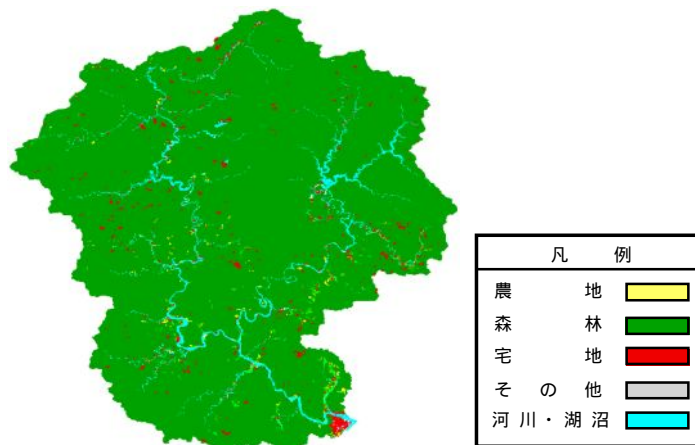 凡 例
農 地
森 林
宅 地
そ の 他
河川・湖沼